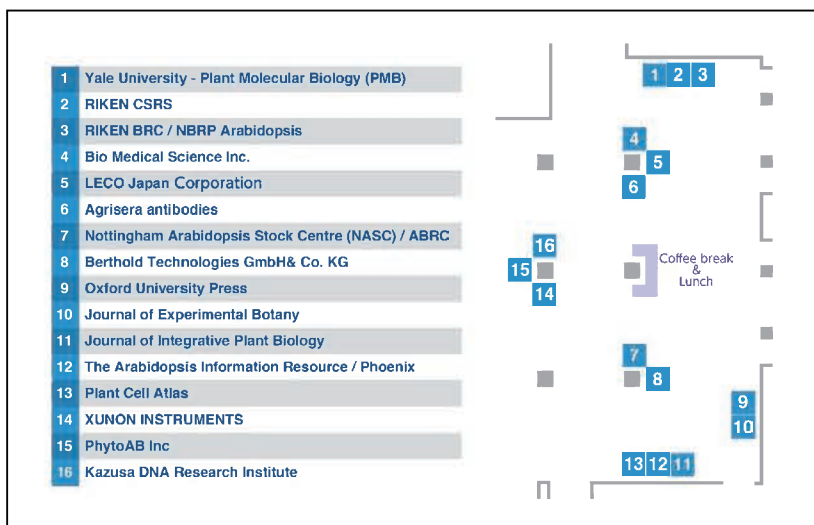 1 Yale University - Plant Molecular Biology (PMB)
2 RIKEN CSRS
3 RIKEN BRC / NBRP Arabidopsis
4 Bio Medical Science Inc.
5 LECO Japan Corporation
6 Agrisera antibodies
7 Nottingham Arabidopsis Stock Centre (NASC) / ABRC
8 Berthold Technologies GmbH& Co. KG
9 Oxford University Press
10 Journal of Experimental Botany
11 Journal of Integrative Plant Biology
12 The Arabidopsis Information Resource / Phoenix
13 Plant Cell Atlas
14 XUNON INSTRUMENTS
15 PhytoAB Inc
16 Kazusa DNA Research Institute
1 2 3
4
5
6
16
15
14
Coffee break
&
Lunch
7
8
9
10
13 12 11